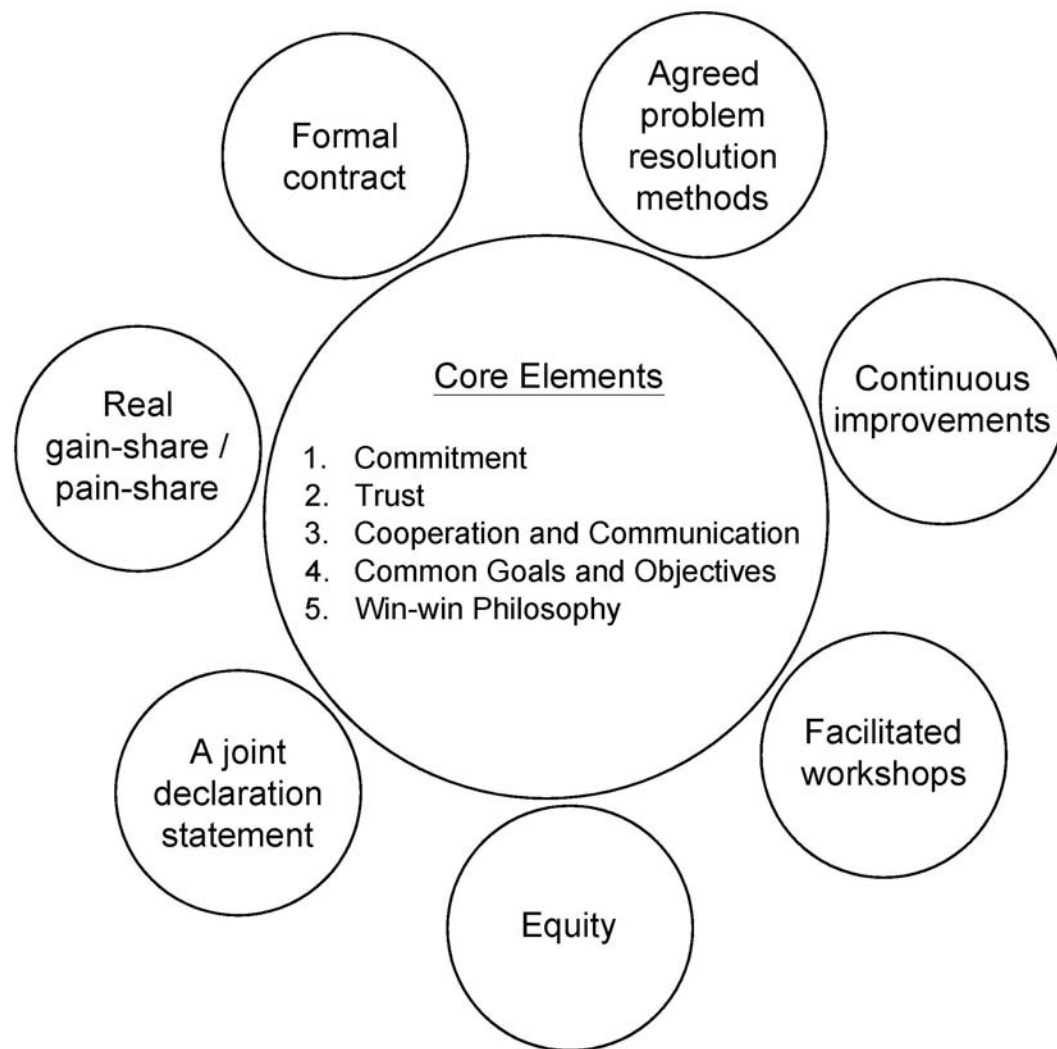 Formal
contract
Agreed
problem
resolution
methods
Real
gain-share /
pain-share
Core Elements
1. Commitment
2. Trust
3. Cooperation and Communication
4. Common Goals and Objectives
5. Win-win Philosophy
Continuous
improvements
A joint
declaration
statement
Facilitated
workshops
Equity